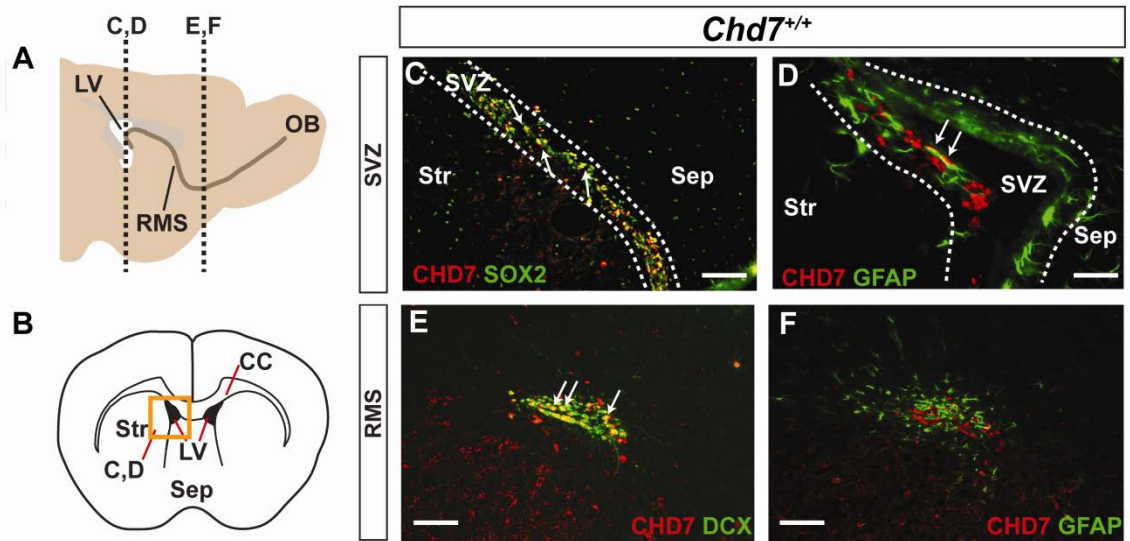 A
C,D
E,F
LV
RMS
OB
B
CC
Str
LV
C,D
Sep
Chd7+/+
SVZ
C
SVZ
Str
Sep
CHD7 SOX2
D
SVZ
Str
Sep
CHD7 GFAP
RMS
E
CHD7 DCX
F
CHD7 GFAP